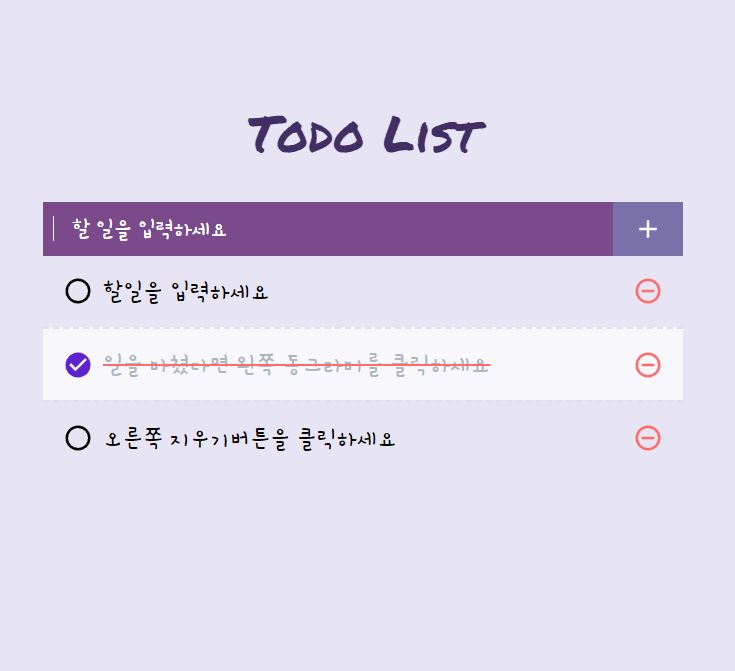 Todo List
할 일을 입력하세요
할일을 입력하세요
일을 마쳤다면 왼쪽 동그라미를 클릭하세요
오른쪽 지우기버튼을 클릭하세요